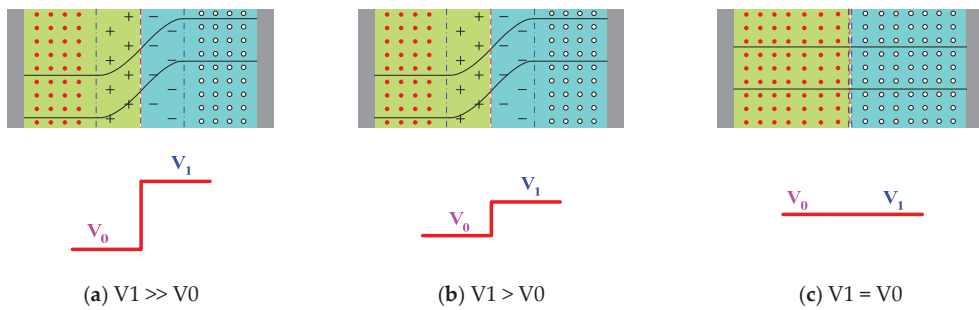 V₁
V₀
(a) V1 >> V0
V₁
V₀
(b) V1 > V0
V₀ V₁
(c) V1 = V0